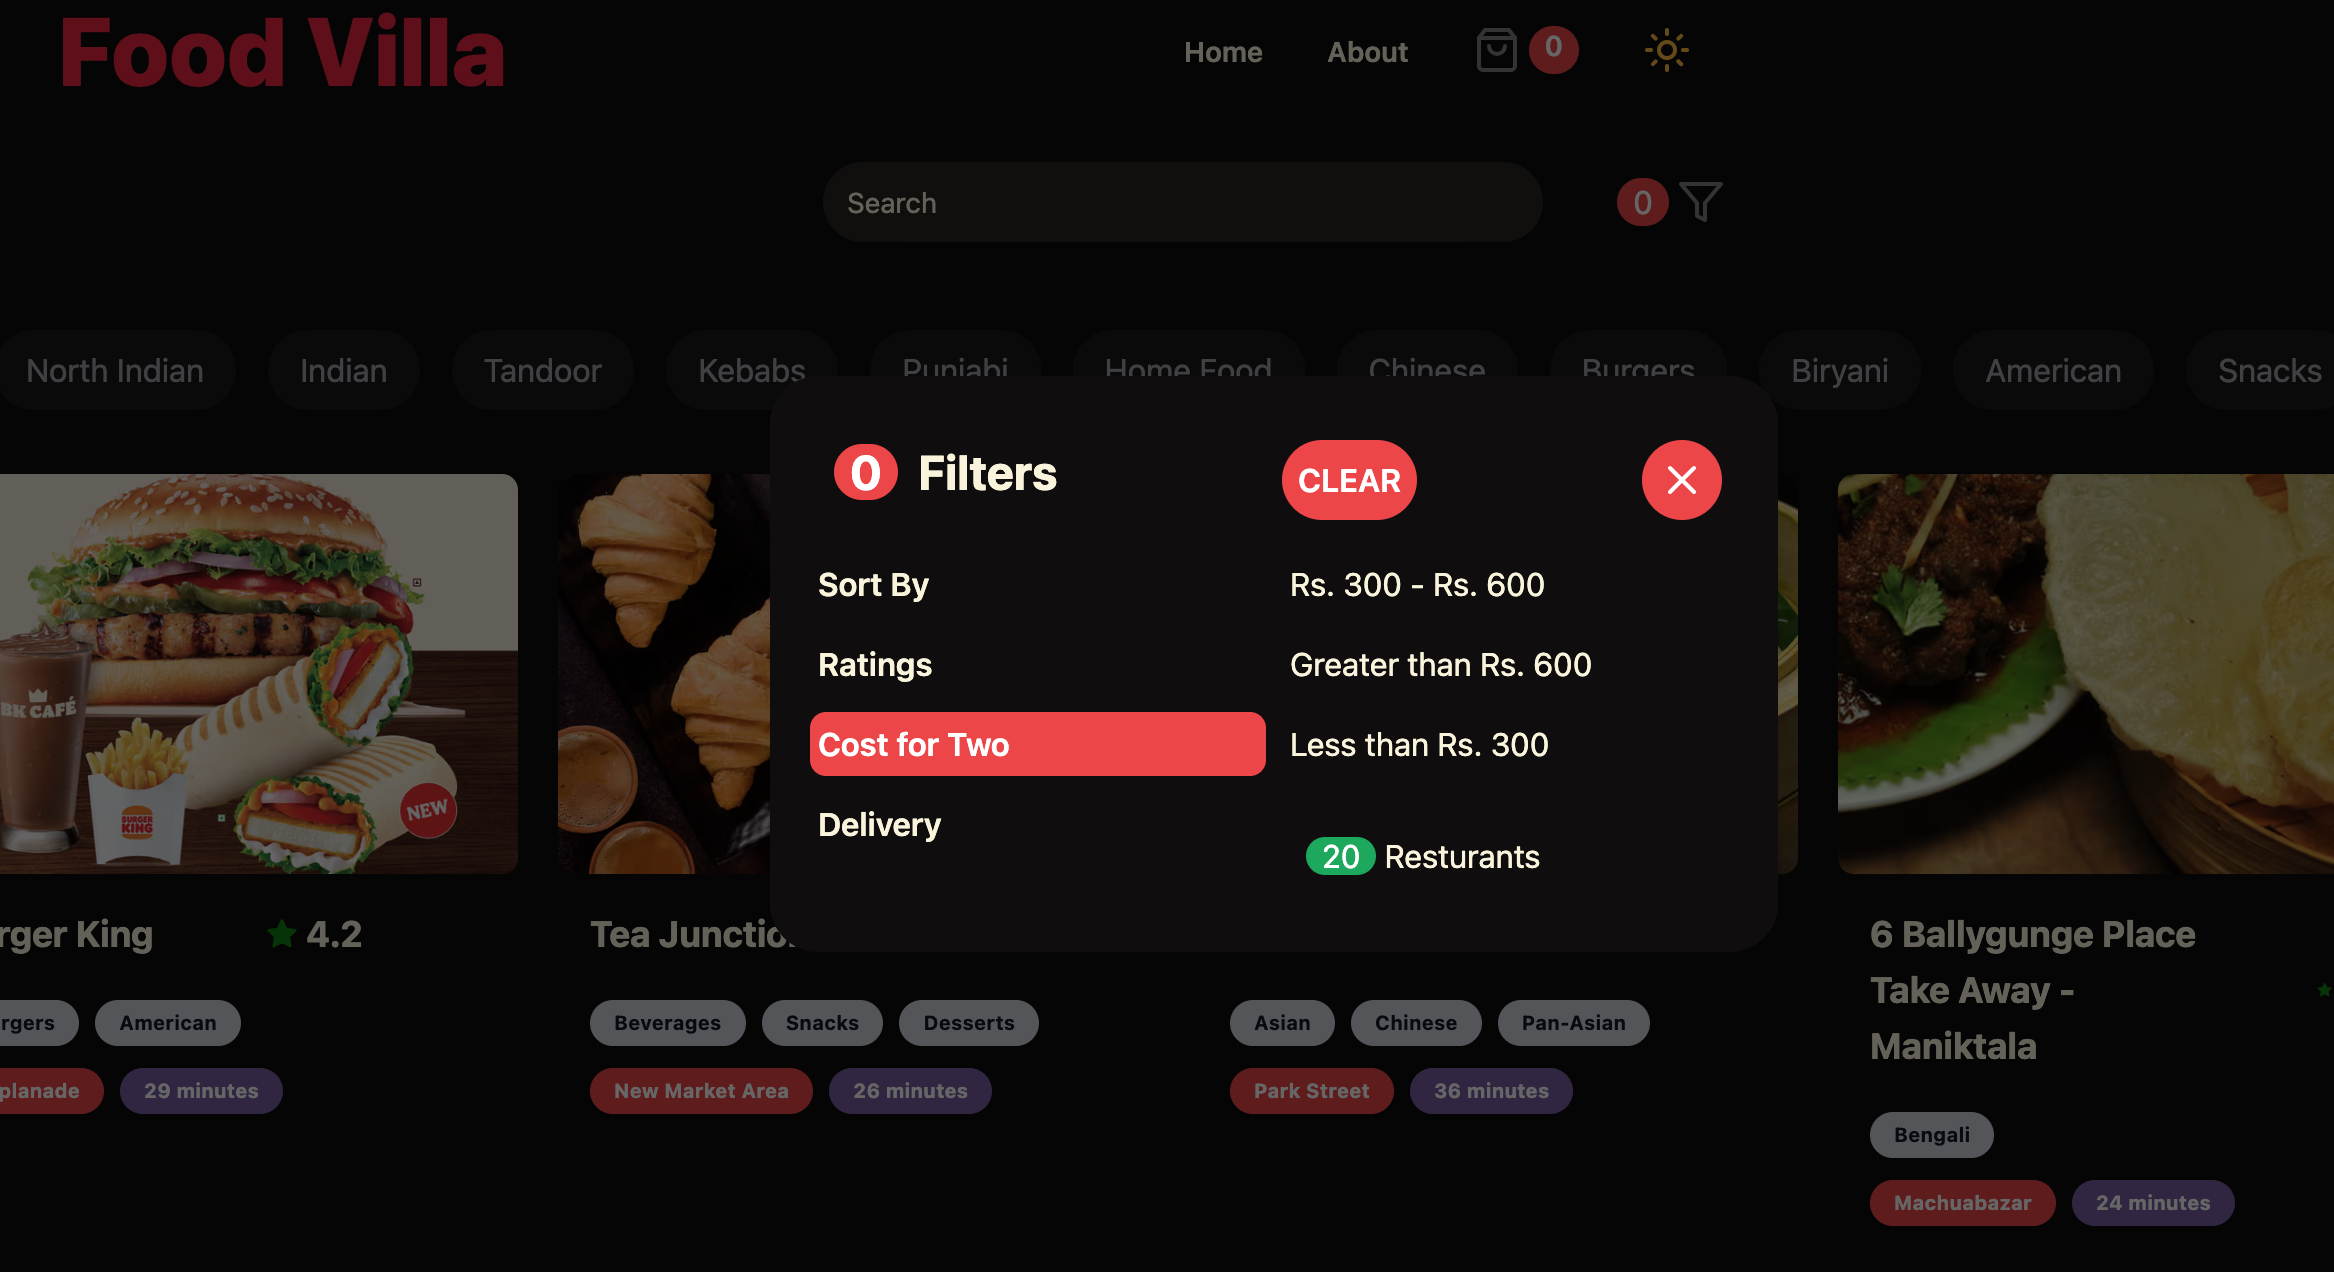 Food Villa
Home
About
0
Search
0
North Indian
Indian
Tandoor
Kebabs
Punjabi
Home Food
Chinese
Burgers
Biryani
American
Snacks
0 Filters
CLEAR
Sort By
Rs. 300 - Rs. 600
Ratings
Greater than Rs. 600
Cost for Two
Less than Rs. 300
Delivery
20 Resturants
BK CAFÉ
BURGER
KING
NEW
rger King
4.2
rgers
American
planade
29 minutes
Tea Junction
Beverages
Snacks
Desserts
New Market Area
26 minutes
Asian
Chinese
Pan-Asian
Park Street
36 minutes
6 Ballygunge Place
Take Away -
Maniktala
Bengali
Machuabazar
24 minutes